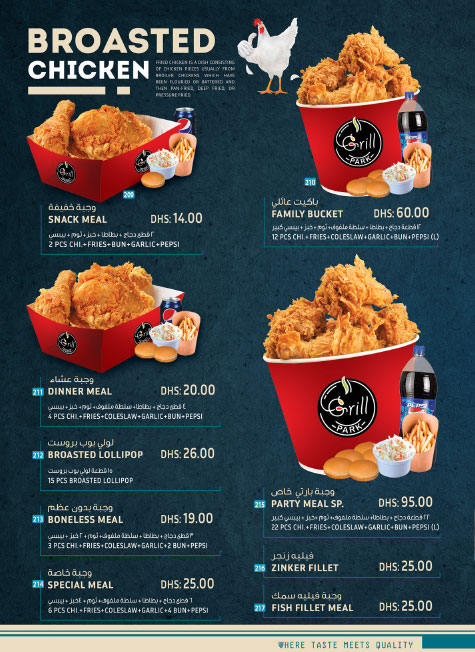 BROASTED
CHICKEN
FRIED CHICKEN IS A DISH CONSISTING
OF CHICKEN PIECES USUALLY FROM
BROILER CHICKENS WHICH HAVE
BEEN FLOURED OR BATTERED AND
THEN PAN-FRIED, DEEP FRIED, OR
PRESSURE FRIED.
Grill
PARK
209
وجبة خفيفة
SNACK MEAL DHS: 14.00
٢ قطع دجاج + بطاطا + خبز + ثوم + بيبسي
2 PCS CHI.+FRIES+BUN+GARLIC+PEPSI
Grill
PARK
210
باكيت عائلي
FAMILY BUCKET DHS: 60.00
١٢ قطع دجاج + بطاطا + سلطة ملفوف + ثوم + خبز + بيبسي كبير
12 PCS CHI.+FRIES+COLESLAW+GARLIC+BUN+PEPSI (L)
وجبة عشاء
211 DINNER MEAL DHS: 20.00
٤ قطع دجاج + بطاطا + سلطة ملفوف + ثوم + خبز + بيبسي
4 PCS CHI.+FRIES+COLESLAW+GARLIC+BUN+PEPSI
لولي بوب بروست
212 BROASTED LOLLIPOP DHS: 26.00
١٥ قطعة لولي بوب بروست
15 PCS BROASTED LOLLIPOP
وجبة بدون عظم
213 BONELESS MEAL DHS: 19.00
٣ قطع دجاج + بطاطا + سلطة ملفوف + ثوم + ٢ خبز + بيبسي
3 PCS CHI.+FRIES+COLESLAW+GARLIC+2 BUN+PEPSI
وجبة خاصة
214 SPECIAL MEAL DHS: 25.00
٦ قطع دجاج + بطاطا + سلطة ملفوف + ثوم + ٤ خبز + بيبسي
6 PCS CHI.+FRIES+COLESLAW+GARLIC+4 BUN+PEPSI
Grill
PARK
PEPSI
وجبة بارتي خاص
215 PARTY MEAL SP. DHS: 95.00
٢٢ قطع دجاج + بطاطا + سلطة ملفوف + ثوم + خبز + بيبسي كبير
22 PCS CHI.+FRIES+COLESLAW+GARLIC+BUN+PEPSI (L)
فيليه زنجر
216 ZINKER FILLET DHS: 25.00
وجبة فيليه سمك
217 FISH FILLET MEAL DHS: 25.00
WHERE TASTE MEETS QUALITY